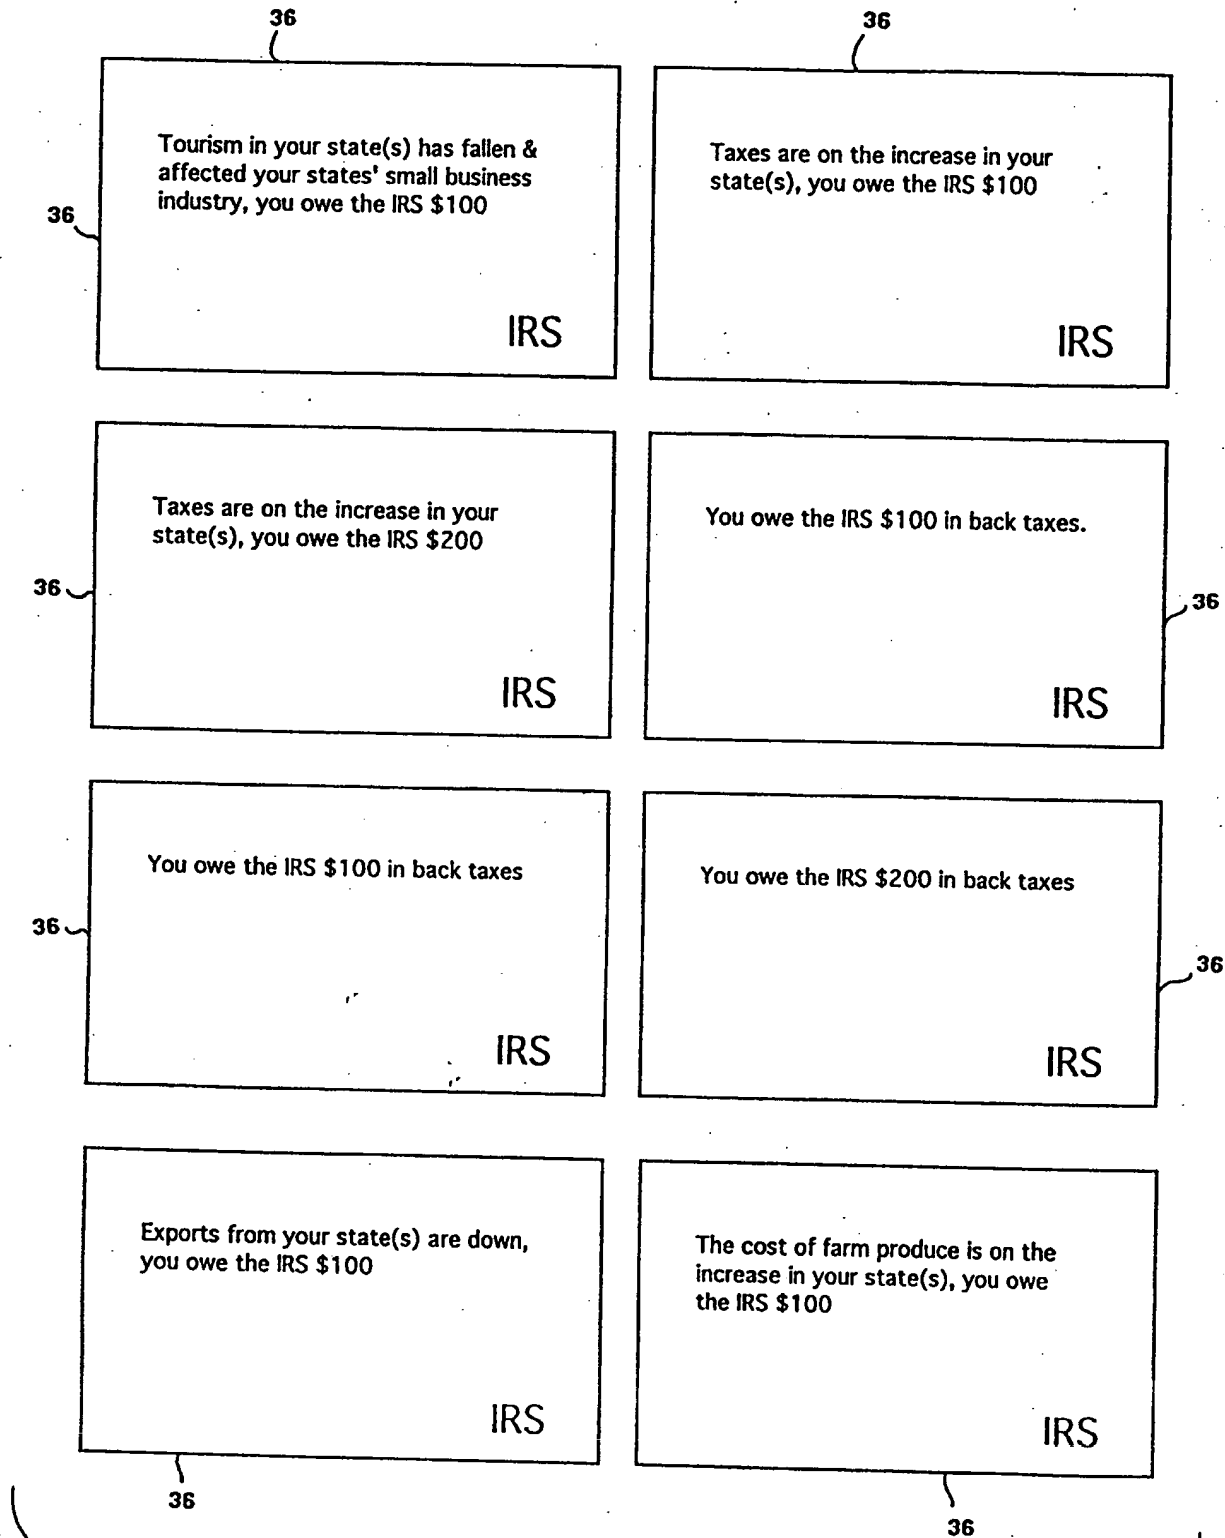 36
36
Tourism in your state(s) has fallen &
affected your states' small business
industry, you owe the IRS $100
36
IRS
Taxes are on the increase in your
state(s), you owe the IRS $100
IRS
Taxes are on the increase in your
state(s), you owe the IRS $200
36
IRS
You owe the IRS $100 in back taxes.
36
IRS
You owe the IRS $100 in back taxes
36
IRS
You owe the IRS $200 in back taxes
36
IRS
Exports from your state(s) are down,
you owe the IRS $100
IRS
36
The cost of farm produce is on the
increase in your state(s), you owe
the IRS $100
IRS
36